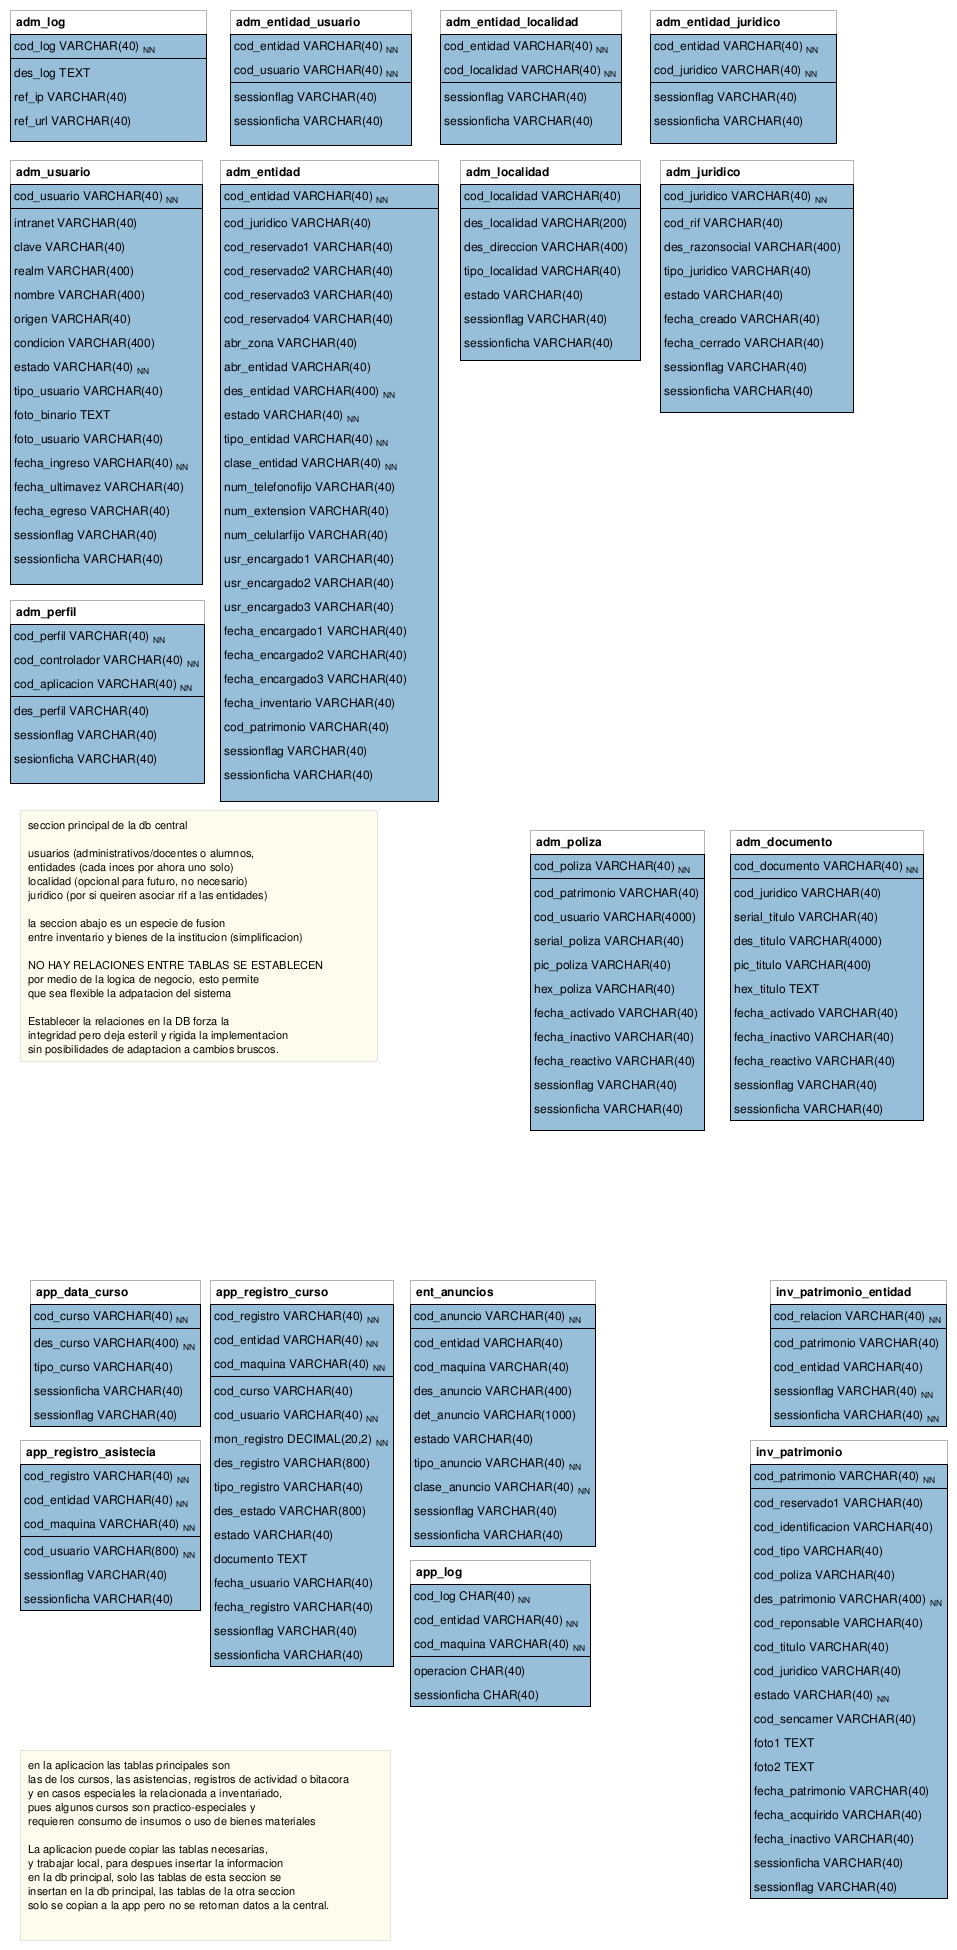 adm_log
cod_log VARCHAR(40) NN
des_log TEXT
ref_ip VARCHAR(40)
ref_url VARCHAR(40)
adm_entidad_usuario
cod_entidad VARCHAR(40) NN
cod_usuario VARCHAR(40) NN
sessionflag VARCHAR(40)
sessionficha VARCHAR(40)
adm_entidad_localidad
cod_entidad VARCHAR(40) NN
cod_localidad VARCHAR(40) NN
sessionflag VARCHAR(40)
sessionficha VARCHAR(40)
adm_entidad_juridico
cod_entidad VARCHAR(40) NN
cod_juridico VARCHAR(40) NN
sessionflag VARCHAR(40)
sessionficha VARCHAR(40)
adm_usuario
cod_usuario VARCHAR(40) NN
intranet VARCHAR(40)
clave VARCHAR(40)
realm VARCHAR(400)
nombre VARCHAR(400)
origen VARCHAR(40)
condicion VARCHAR(400)
estado VARCHAR(40) NN
tipo_usuario VARCHAR(40)
foto_binario TEXT
foto_usuario VARCHAR(40)
fecha_ingreso VARCHAR(40) NN
fecha_ultimavez VARCHAR(40)
fecha_egreso VARCHAR(40)
sessionflag VARCHAR(40)
sessionficha VARCHAR(40)
adm_entidad
cod_entidad VARCHAR(40) NN
cod_juridico VARCHAR(40)
cod_reservado1 VARCHAR(40)
cod_reservado2 VARCHAR(40)
cod_reservado3 VARCHAR(40)
cod_reservado4 VARCHAR(40)
abr_zona VARCHAR(40)
abr_entidad VARCHAR(40)
des_entidad VARCHAR(400) NN
estado VARCHAR(40) NN
tipo_entidad VARCHAR(40) NN
clase_entidad VARCHAR(40) NN
num_telefonofijo VARCHAR(40)
num_extension VARCHAR(40)
num_celularfijo VARCHAR(40)
usr_encargado1 VARCHAR(40)
usr_encargado2 VARCHAR(40)
usr_encargado3 VARCHAR(40)
fecha_encargado1 VARCHAR(40)
fecha_encargado2 VARCHAR(40)
fecha_encargado3 VARCHAR(40)
fecha_inventario VARCHAR(40)
cod_patrimonio VARCHAR(40)
sessionflag VARCHAR(40)
sessionficha VARCHAR(40)
adm_localidad
cod_localidad VARCHAR(40)
des_localidad VARCHAR(200)
des_direccion VARCHAR(400)
tipo_localidad VARCHAR(40)
estado VARCHAR(40)
sessionflag VARCHAR(40)
sessionficha VARCHAR(40)
adm_juridico
cod_juridico VARCHAR(40) NN
cod_rif VARCHAR(40)
des_razonsocial VARCHAR(400)
tipo_juridico VARCHAR(40)
estado VARCHAR(40)
fecha_creado VARCHAR(40)
fecha_cerrado VARCHAR(40)
sessionflag VARCHAR(40)
sessionficha VARCHAR(40)
adm_perfil
cod_perfil VARCHAR(40) NN
cod_controlador VARCHAR(40) NN
cod_aplicacion VARCHAR(40) NN
des_perfil VARCHAR(40)
sessionflag VARCHAR(40)
sesionficha VARCHAR(40)
seccion principal de la db central
usuarios (administrativos/docentes o alumnos,
entidades (cada inces por ahora uno solo)
localidad (opcional para futuro, no necesario)
juridico (por si queiren asociar rif a las entidades)
la seccion abajo es un especie de fusion
entre inventario y bienes de la institucion (simplificacion)
NO HAY RELACIONES ENTRE TABLAS SE ESTABLECEN
por medio de la logica de negocio, esto permite
que sea flexible la adpatacion del sistema
Establecer la relaciones en la DB forza la
integridad pero deja esteril y rigida la implementacion
sin posibilidades de adaptacion a cambios bruscos.
adm_poliza
cod_poliza VARCHAR(40) NN
cod_patrimonio VARCHAR(40)
cod_usuario VARCHAR(4000)
serial_poliza VARCHAR(40)
pic_poliza VARCHAR(40)
hex_poliza VARCHAR(40)
fecha_activado VARCHAR(40)
fecha_inactivo VARCHAR(40)
fecha_reactivo VARCHAR(40)
sessionflag VARCHAR(40)
sessionficha VARCHAR(40)
adm_documento
cod_documento VARCHAR(40) NN
cod_juridico VARCHAR(40)
serial_titulo VARCHAR(40)
des_titulo VARCHAR(4000)
pic_titulo VARCHAR(400)
hex_titulo TEXT
fecha_activado VARCHAR(40)
fecha_inactivo VARCHAR(40)
fecha_reactivo VARCHAR(40)
sessionflag VARCHAR(40)
sessionficha VARCHAR(40)
app_data_curso
cod_curso VARCHAR(40) NN
des_curso VARCHAR(400) NN
tipo_curso VARCHAR(40)
sessionficha VARCHAR(40)
sessionflag VARCHAR(40)
app_registro_asistecia
cod_registro VARCHAR(40) NN
cod_entidad VARCHAR(40) NN
cod_maquina VARCHAR(40) NN
cod_usuario VARCHAR(800) NN
sessionflag VARCHAR(40)
sessionficha VARCHAR(40)
app_registro_curso
cod_registro VARCHAR(40) NN
cod_entidad VARCHAR(40) NN
cod_maquina VARCHAR(40) NN
cod_curso VARCHAR(40)
cod_usuario VARCHAR(40) NN
mon_registro DECIMAL(20,2) NN
des_registro VARCHAR(800)
tipo_registro VARCHAR(40)
des_estado VARCHAR(800)
estado VARCHAR(40)
documento TEXT
fecha_usuario VARCHAR(40)
fecha_registro VARCHAR(40)
sessionflag VARCHAR(40)
sessionficha VARCHAR(40)
ent_anuncios
cod_anuncio VARCHAR(40) NN
cod_entidad VARCHAR(40)
cod_maquina VARCHAR(40)
des_anuncio VARCHAR(400)
det_anuncio VARCHAR(1000)
estado VARCHAR(40)
tipo_anuncio VARCHAR(40) NN
clase_anuncio VARCHAR(40) NN
sessionflag VARCHAR(40)
sessionficha VARCHAR(40)
app_log
cod_log CHAR(40) NN
cod_entidad VARCHAR(40) NN
cod_maquina VARCHAR(40) NN
operacion CHAR(40)
sessionficha CHAR(40)
inv_patrimonio_entidad
cod_relacion VARCHAR(40) NN
cod_patrimonio VARCHAR(40)
cod_entidad VARCHAR(40)
sessionflag VARCHAR(40) NN
sessionficha VARCHAR(40) NN
inv_patrimonio
cod_patrimonio VARCHAR(40) NN
cod_reservado1 VARCHAR(40)
cod_identificacion VARCHAR(40)
cod_tipo VARCHAR(40)
cod_poliza VARCHAR(40)
des_patrimonio VARCHAR(400) NN
cod_reponsable VARCHAR(40)
cod_titulo VARCHAR(40)
cod_juridico VARCHAR(40)
estado VARCHAR(40) NN
cod_sencamer VARCHAR(40)
foto1 TEXT
foto2 TEXT
fecha_patrimonio VARCHAR(40)
fecha_acquirido VARCHAR(40)
fecha_inactivo VARCHAR(40)
sessionficha VARCHAR(40)
sessionflag VARCHAR(40)
en la aplicacion las tablas principales son
las de los cursos, las asistencias, registros de actividad o bitacora
y en casos especiales la relacionada a inventariado,
pues algunos cursos son practico-especiales y
requieren consumo de insumos o uso de bienes materiales
La aplicacion puede copiar las tablas necesarias,
y trabajar local, para despues insertar la informacion
en la db principal, solo las tablas de esta seccion se
insertan en la db principal, las tablas de la otra seccion
solo se copian a la app pero no se retornan datos a la central.